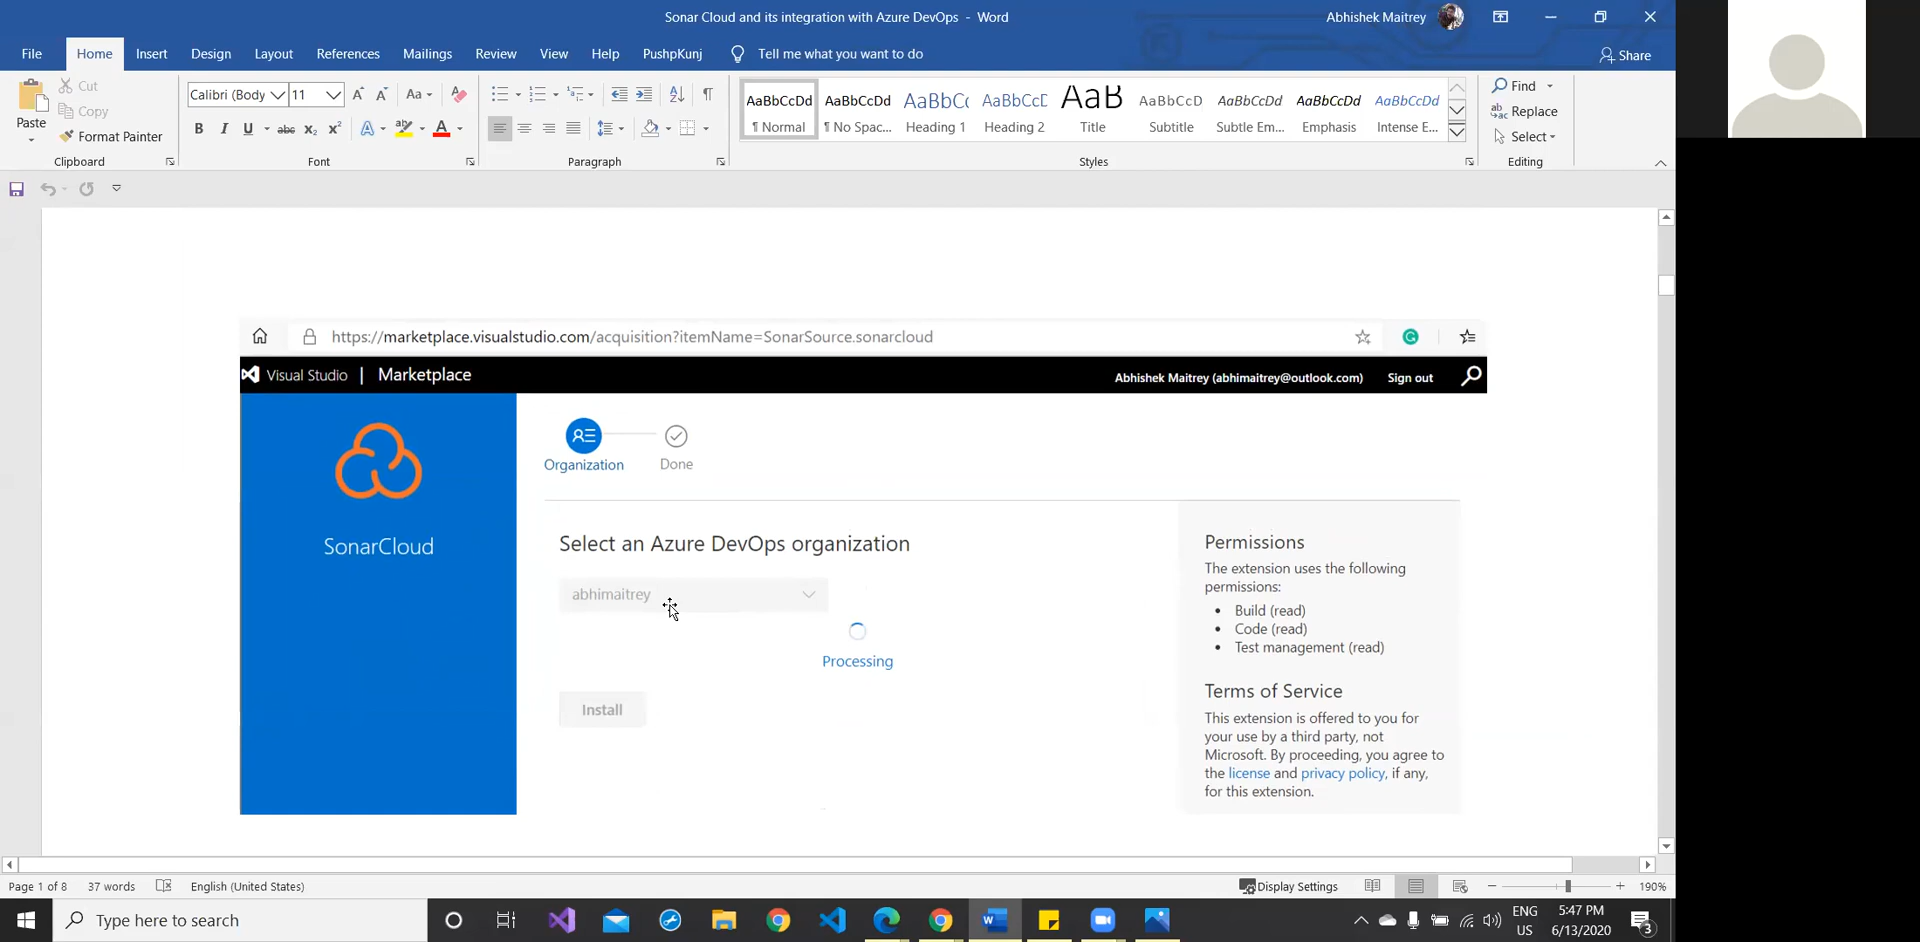 Sonar Cloud and its integration with Azure DevOps - Word
Abhishek Maitrey
File Home Insert Design Layout References Mailings Review View Help PushpKunj Tell me what you want to do
Share
Paste
Cut
Copy
Format Painter
Clipboard
Calibri (Body 11
Font
Paragraph
AaBbCcDd AaBbCcDd AaBbCc AaBbCcD AaB AaBbCcD AaBbCcDd AaBbCcDd AaBbCcDd
¶ Normal ¶ No Spac... Heading 1 Heading 2 Title Subtitle Subtle Em... Emphasis Intense E...
Styles
Find
Replace
Select
Editing
https://marketplace.visualstudio.com/acquisition?itemName=SonarSource.sonarcloud
Visual Studio | Marketplace
Abhishek Maitrey (abhimaitrey@outlook.com) Sign out
SonarCloud
Organization Done
Select an Azure DevOps organization
abhimaitrey
Processing
Install
Permissions
The extension uses the following
permissions:
• Build (read)
• Code (read)
• Test management (read)
Terms of Service
This extension is offered to you for
your use by a third party, not
Microsoft. By proceeding, you agree to
the license and privacy policy, if any,
for this extension.
Page 1 of 8 37 words English (United States)
Display Settings
190%
Type here to search
ENG
US
5:47 PM
6/13/2020
3